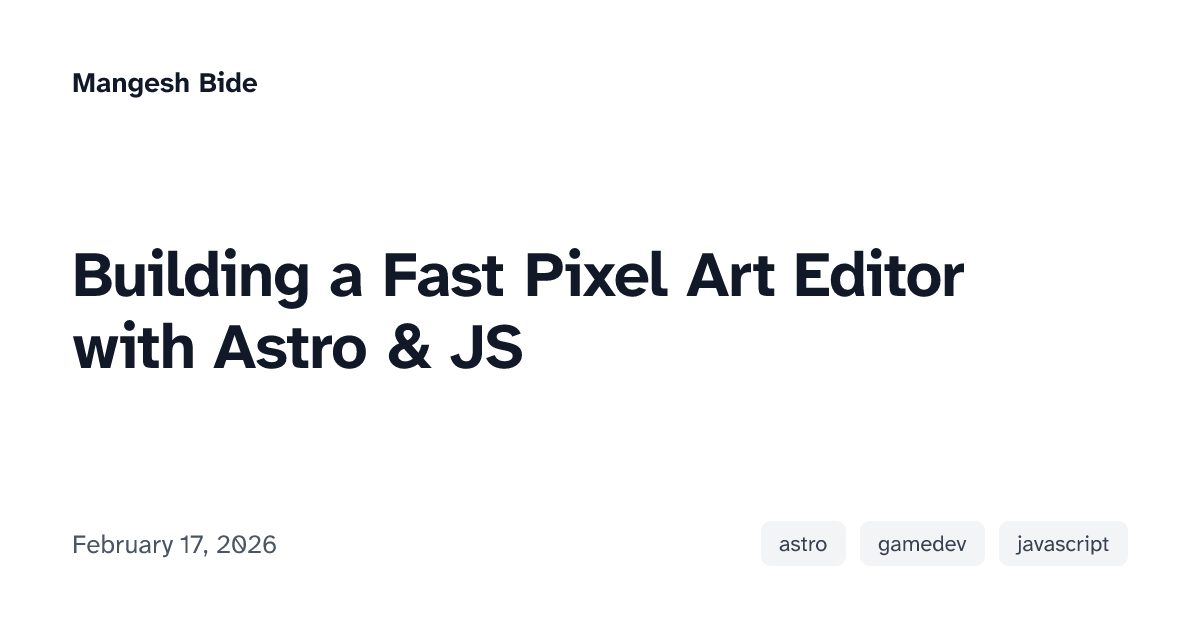 Mangesh Bide
Building a Fast Pixel Art Editor
with Astro & JS
February 17, 2026
astro
gamedev
javascript